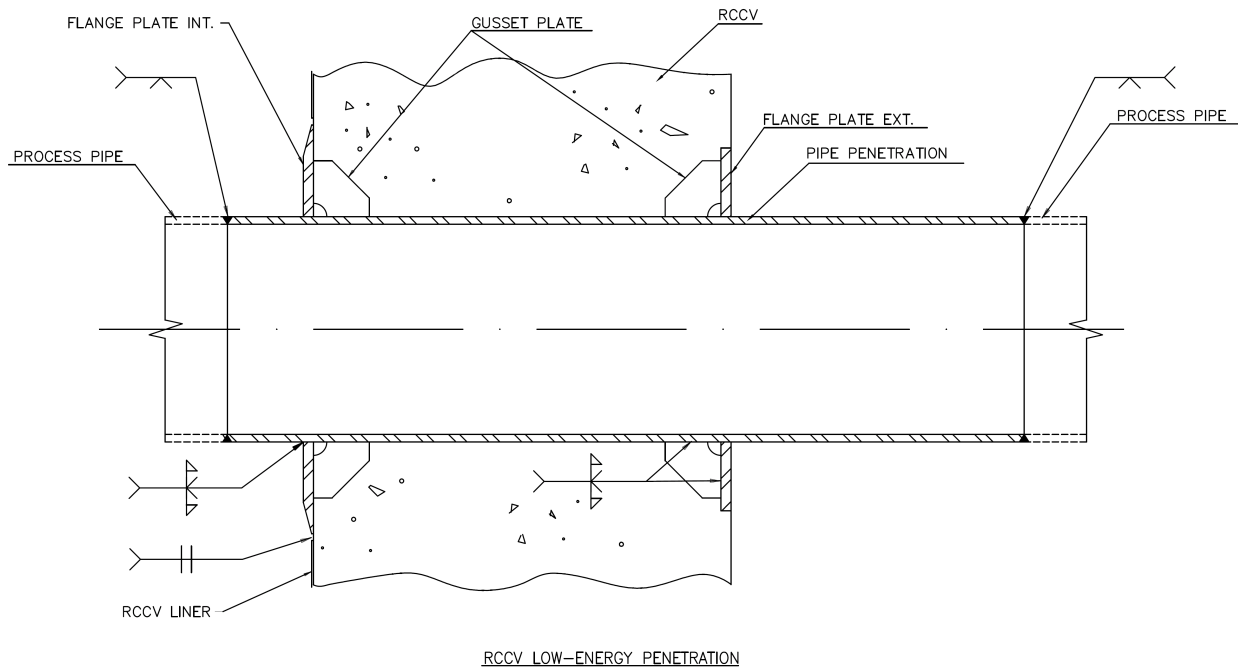 FLANGE PLATE INT.
GUSSET PLATE
RCCV
FLANGE PLATE EXT.
PROCESS PIPE
PROCESS PIPE
PIPE PENETRATION
RCCV LINER
RCCV LOW-ENERGY PENETRATION